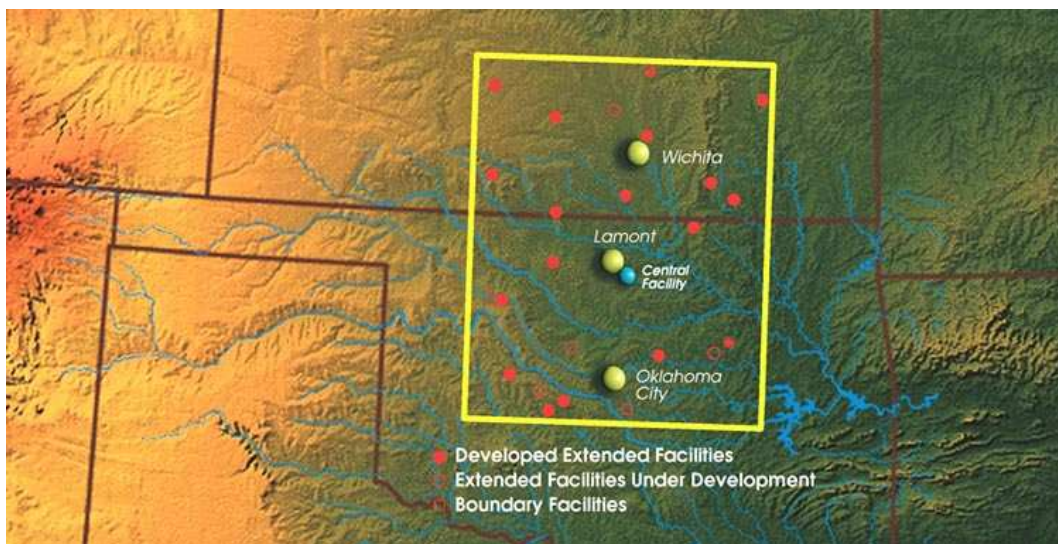 Wichita
Lamont
Central
Facility
Oklahoma
City
Developed Extended Facilities
Extended Facilities Under Development
Boundary Facilities